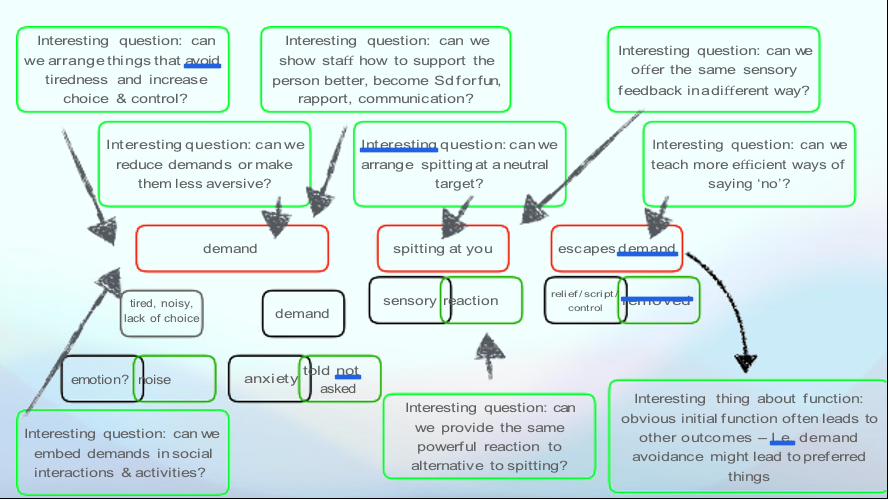 Interesting question: can
we arrange things that avoid
tiredness and increase
choice & control?
Interesting question: can we
show staff how to support the
person better, become Sd for fun,
rapport, communication?
Interesting question: can we
offer the same sensory
feedback in a different way?
Interesting question: can we
reduce demands or make
them less aversive?
Interesting question: can we
arrange spitting at a neutral
target?
Interesting question: can we
teach more efficient ways of
saying ‘no’?
demand
spitting at you
escapes demand
tired, noisy,
lack of choice
demand
sensory
reaction
relief/script/
control
removed
emotion?
noise
anxiety
told not
asked
Interesting question: can we
embed demands in social
interactions & activities?
Interesting question: can
we provide the same
powerful reaction to
alternative to spitting?
Interesting thing about function:
obvious initial function often leads to
other outcomes – I.e. demand
avoidance might lead to preferred
things